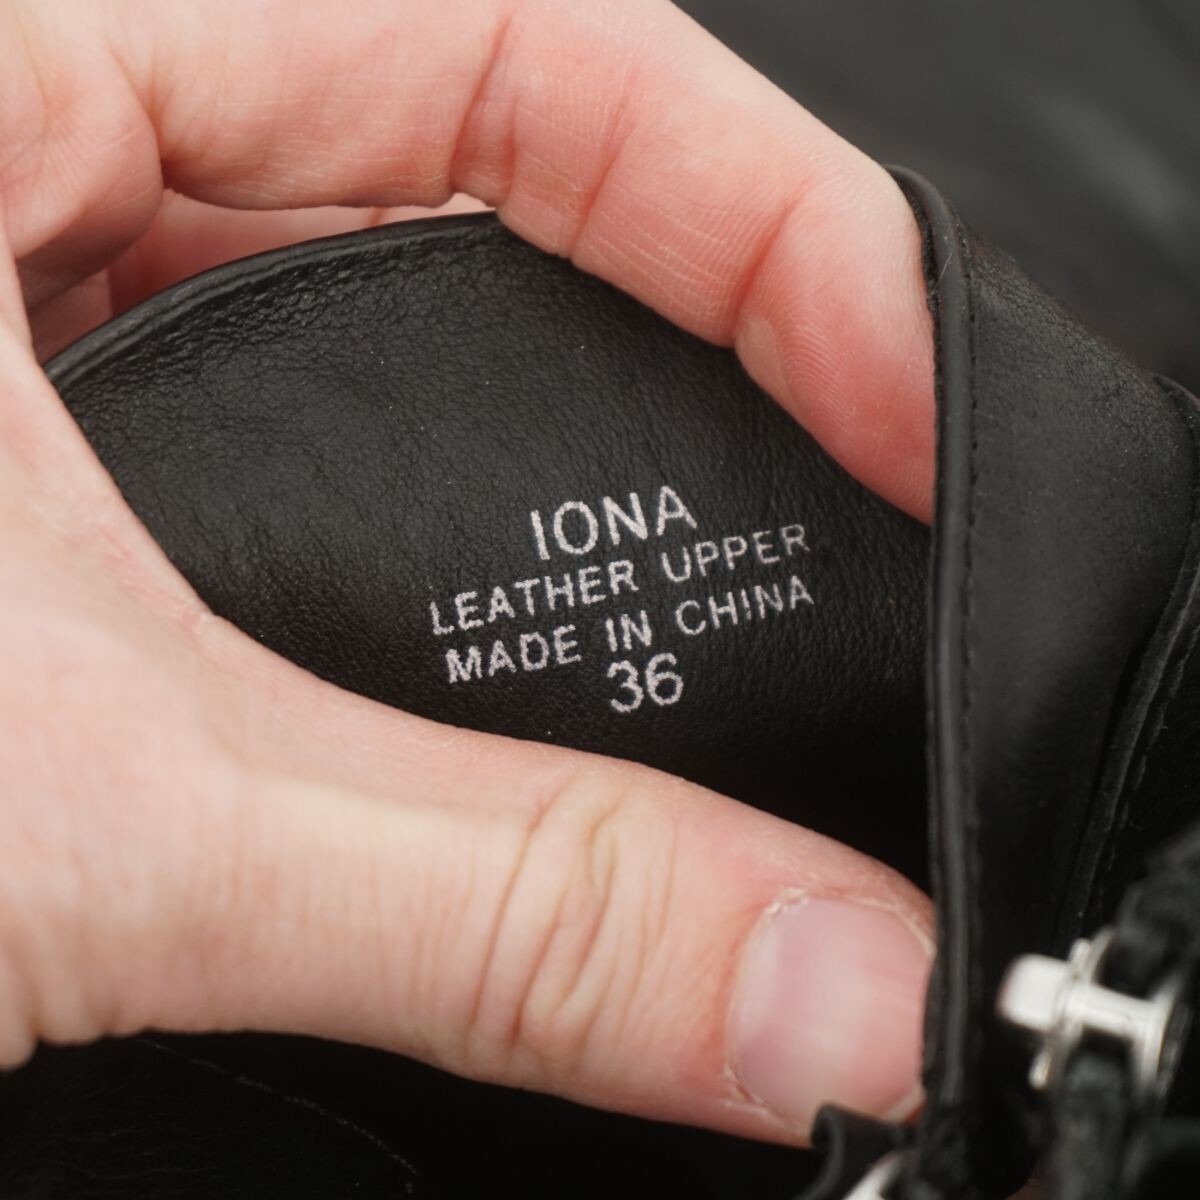 IONA
LEATHER UPPER
MADE IN CHINA
36